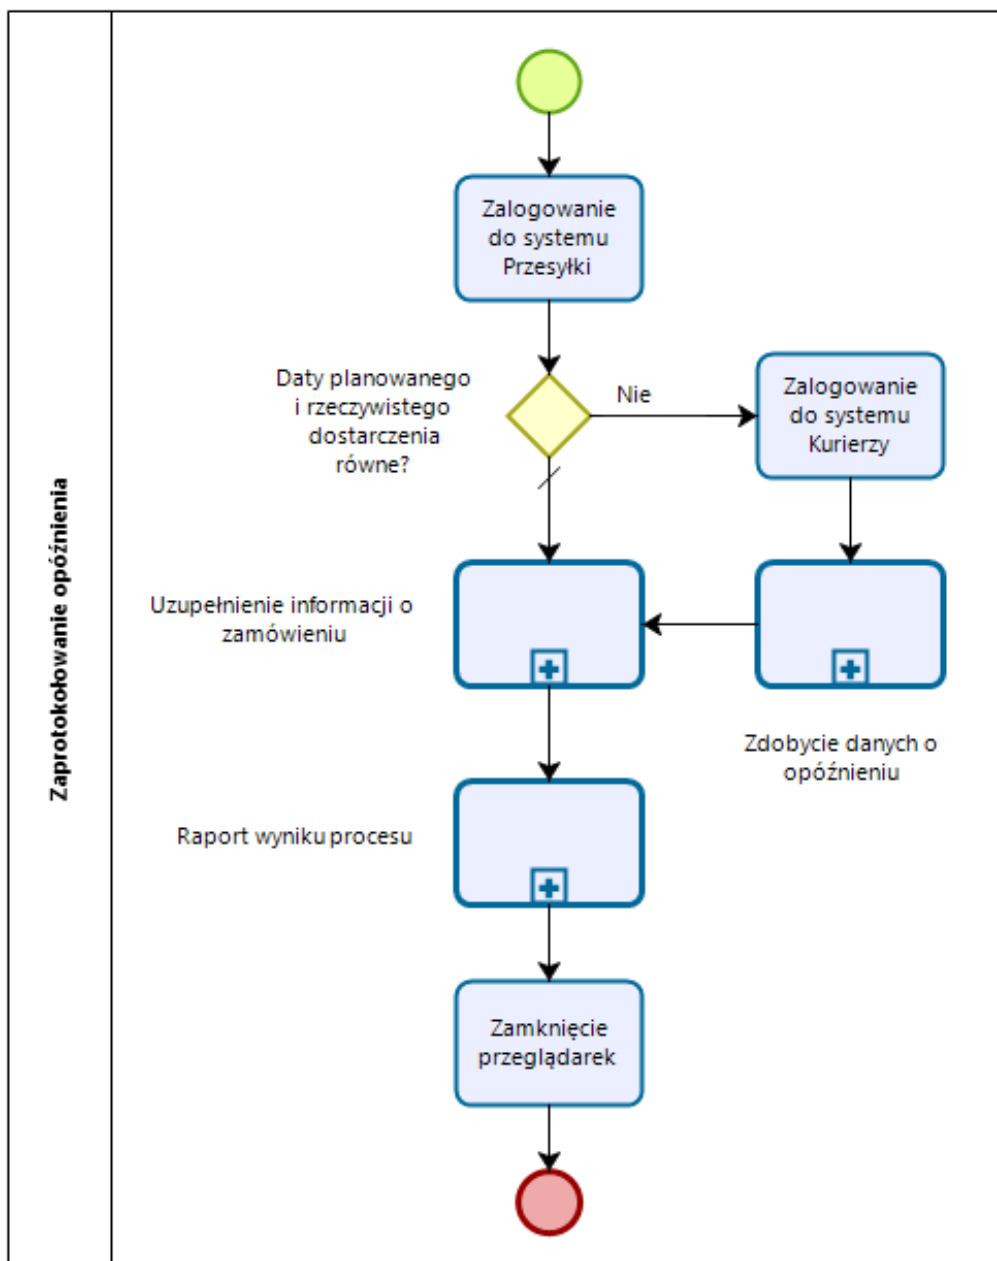 Zaprotokołowanie opóźnienia
Zalogowanie
do systemu
Przesyłki
Daty planowanego
i rzeczywistego
dostarczenia
równe?
Nie
Zalogowanie
do systemu
Kurierzy
Uzupełnienie informacji o
zamówieniu
Zdobycie danych o
opóźnieniu
Raport wyniku procesu
Zamknięcie
przeglądarek